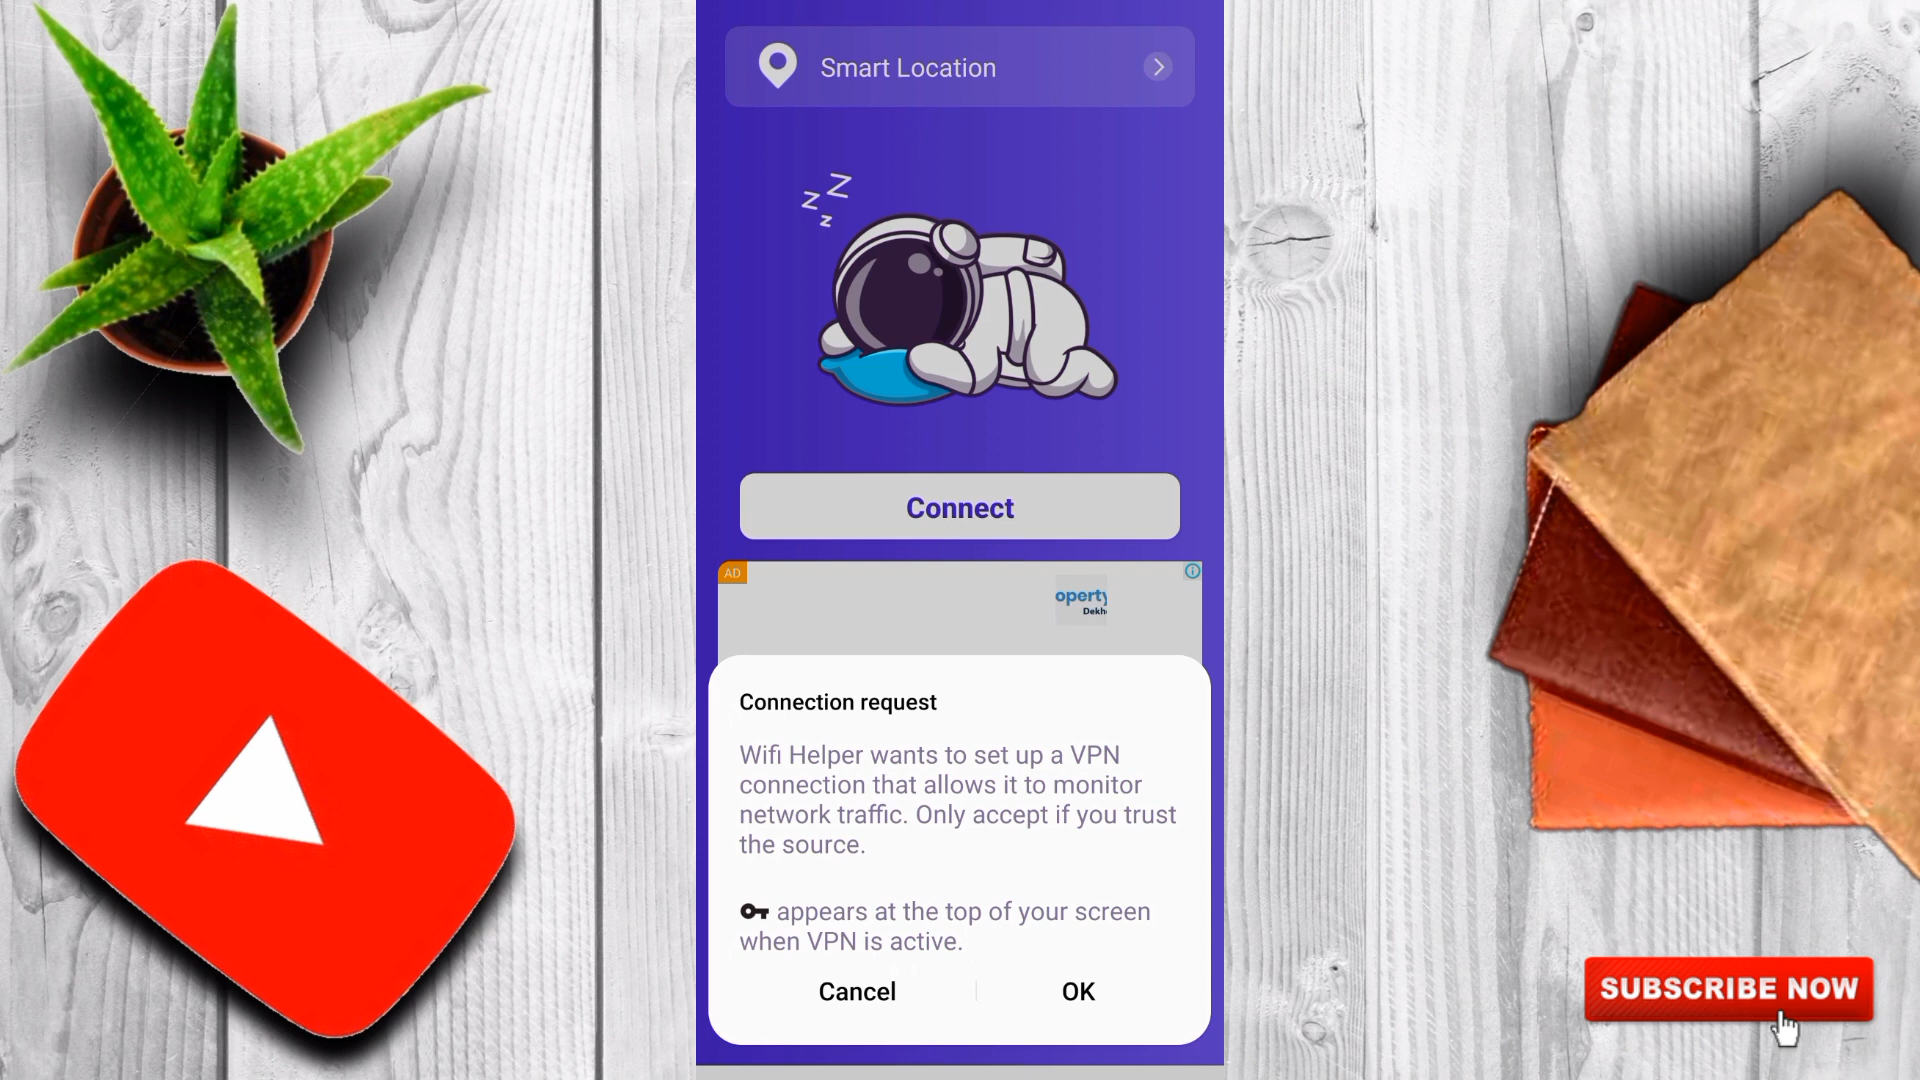 Smart Location
z Z
z
Connect
AD
operty
Dekh
Connection request
Wifi Helper wants to set up a VPN
connection that allows it to monitor
network traffic. Only accept if you trust
the source.
appears at the top of your screen
when VPN is active.
Cancel
OK
SUBSCRIBE NOW